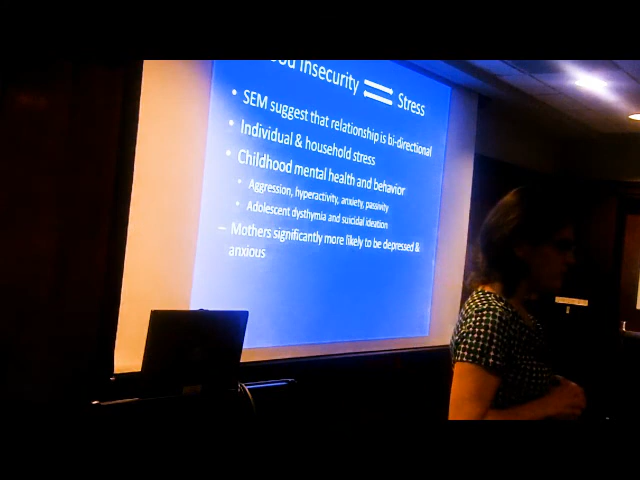 Insecurity ⇌ Stress
• SEM suggest that relationship is bi-directional
• Individual & household stress
• Childhood mental health and behavior
• Aggression, hyperactivity, anxiety, passivity
• Adolescent dysthymia and suicidal ideation
– Mothers significantly more likely to be depressed &
anxious